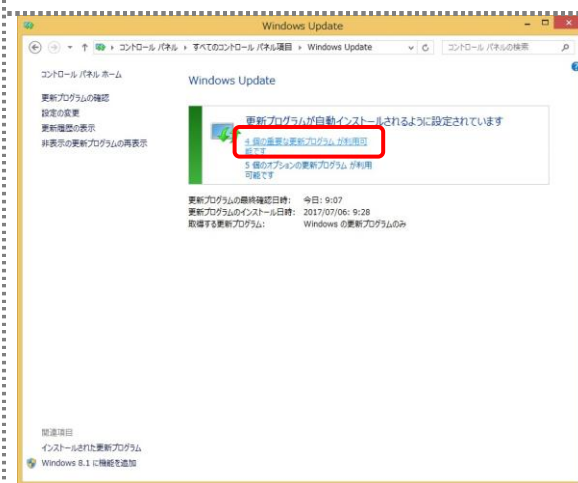 Windows Update
コントロール パネル ▸ すべてのコントロール パネル項目 ▸ Windows Update
コントロール パネルの検索
コントロール パネル ホーム
更新プログラムの確認
設定の変更
更新履歴の表示
非表示の更新プログラムの再表示
Windows Update
更新プログラムが自動インストールされるように設定されています
4 個の重要な更新プログラム が利用可
能です
5 個のオプションの更新プログラム が利用
可能です
更新プログラムの最終確認日時: 今日: 9:07
更新プログラムのインストール日時: 2017/07/06: 9:28
取得する更新プログラム: Windows の更新プログラムのみ
関連項目
インストールされた更新プログラム
Windows 8.1 に機能を追加